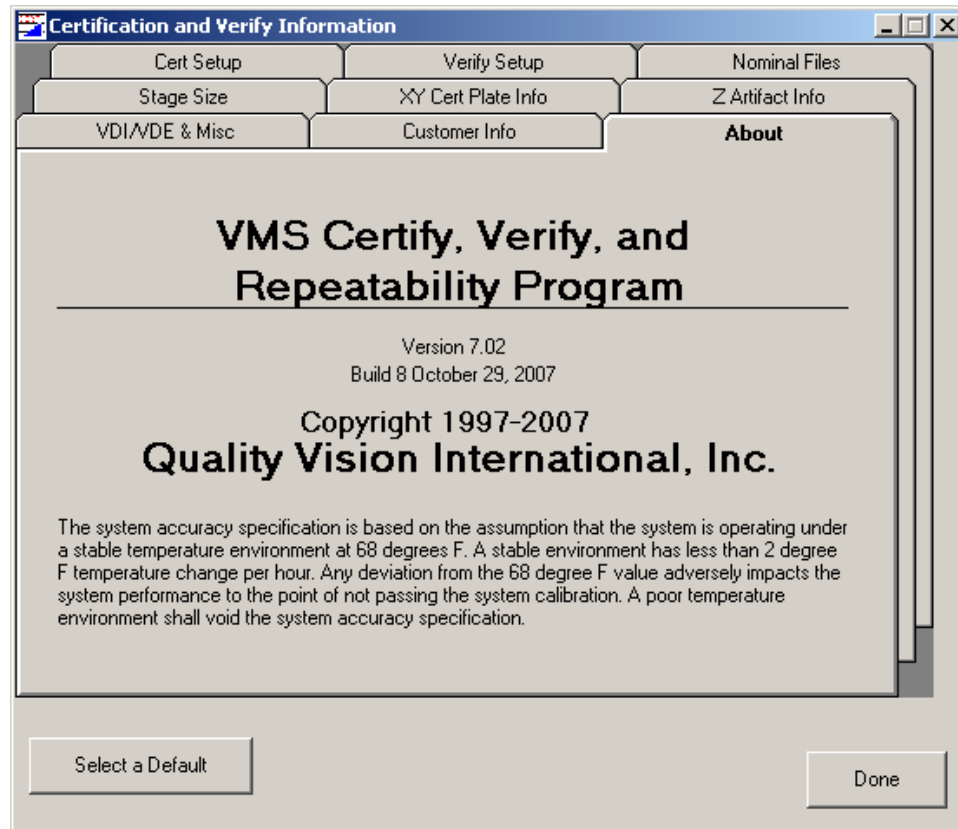 Certification and Verify Information
Cert Setup
Verify Setup
Nominal Files
Stage Size
XY Cert Plate Info
Z Artifact Info
VDI/VDE & Misc
Customer Info
About
VMS Certify, Verify, and
Repeatability Program
Version 7.02
Build 8 October 29, 2007
Copyright 1997-2007
Quality Vision International, Inc.
The system accuracy specification is based on the assumption that the system is operating under
a stable temperature environment at 68 degrees F. A stable environment has less than 2 degree
F temperature change per hour. Any deviation from the 68 degree F value adversely impacts the
system performance to the point of not passing the system calibration. A poor temperature
environment shall void the system accuracy specification.
Select a Default
Done